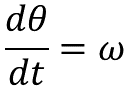 dθ/dt = ω